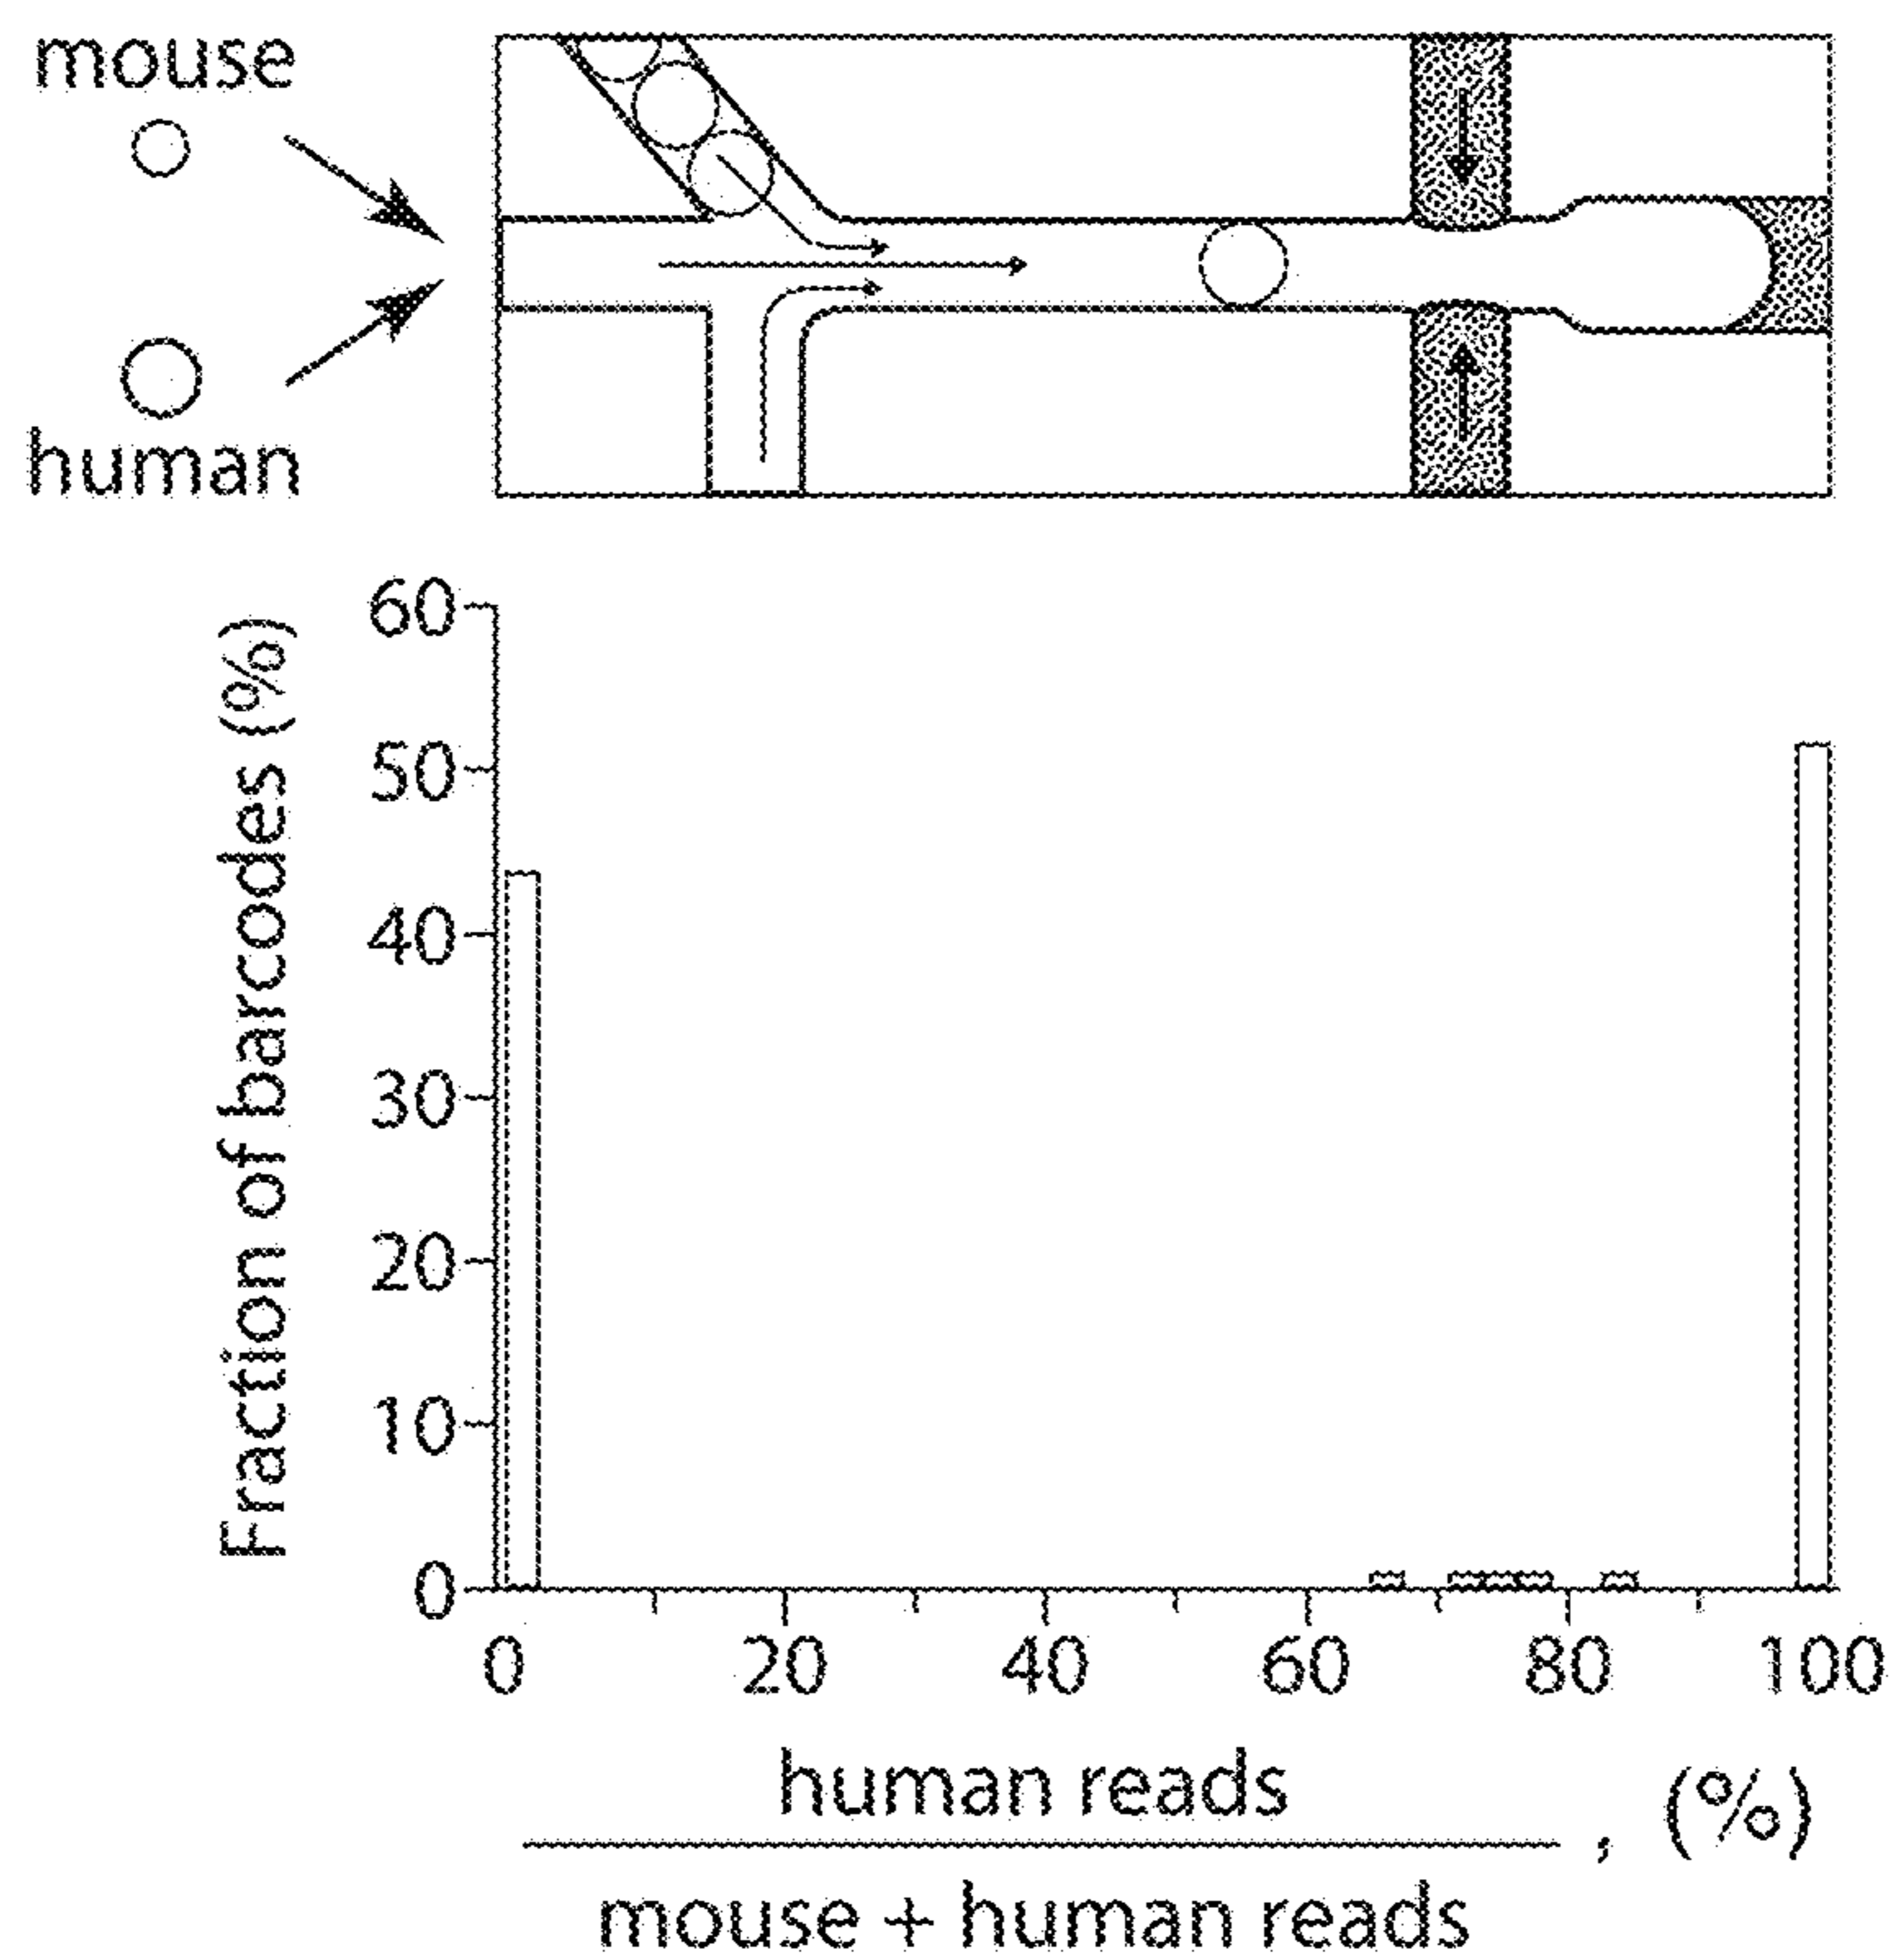 mouse
human
Fraction of barcodes (%)
60
50
40
30
20
10
0
0 20 40 60 80 100
human reads
mouse + human reads , (%)